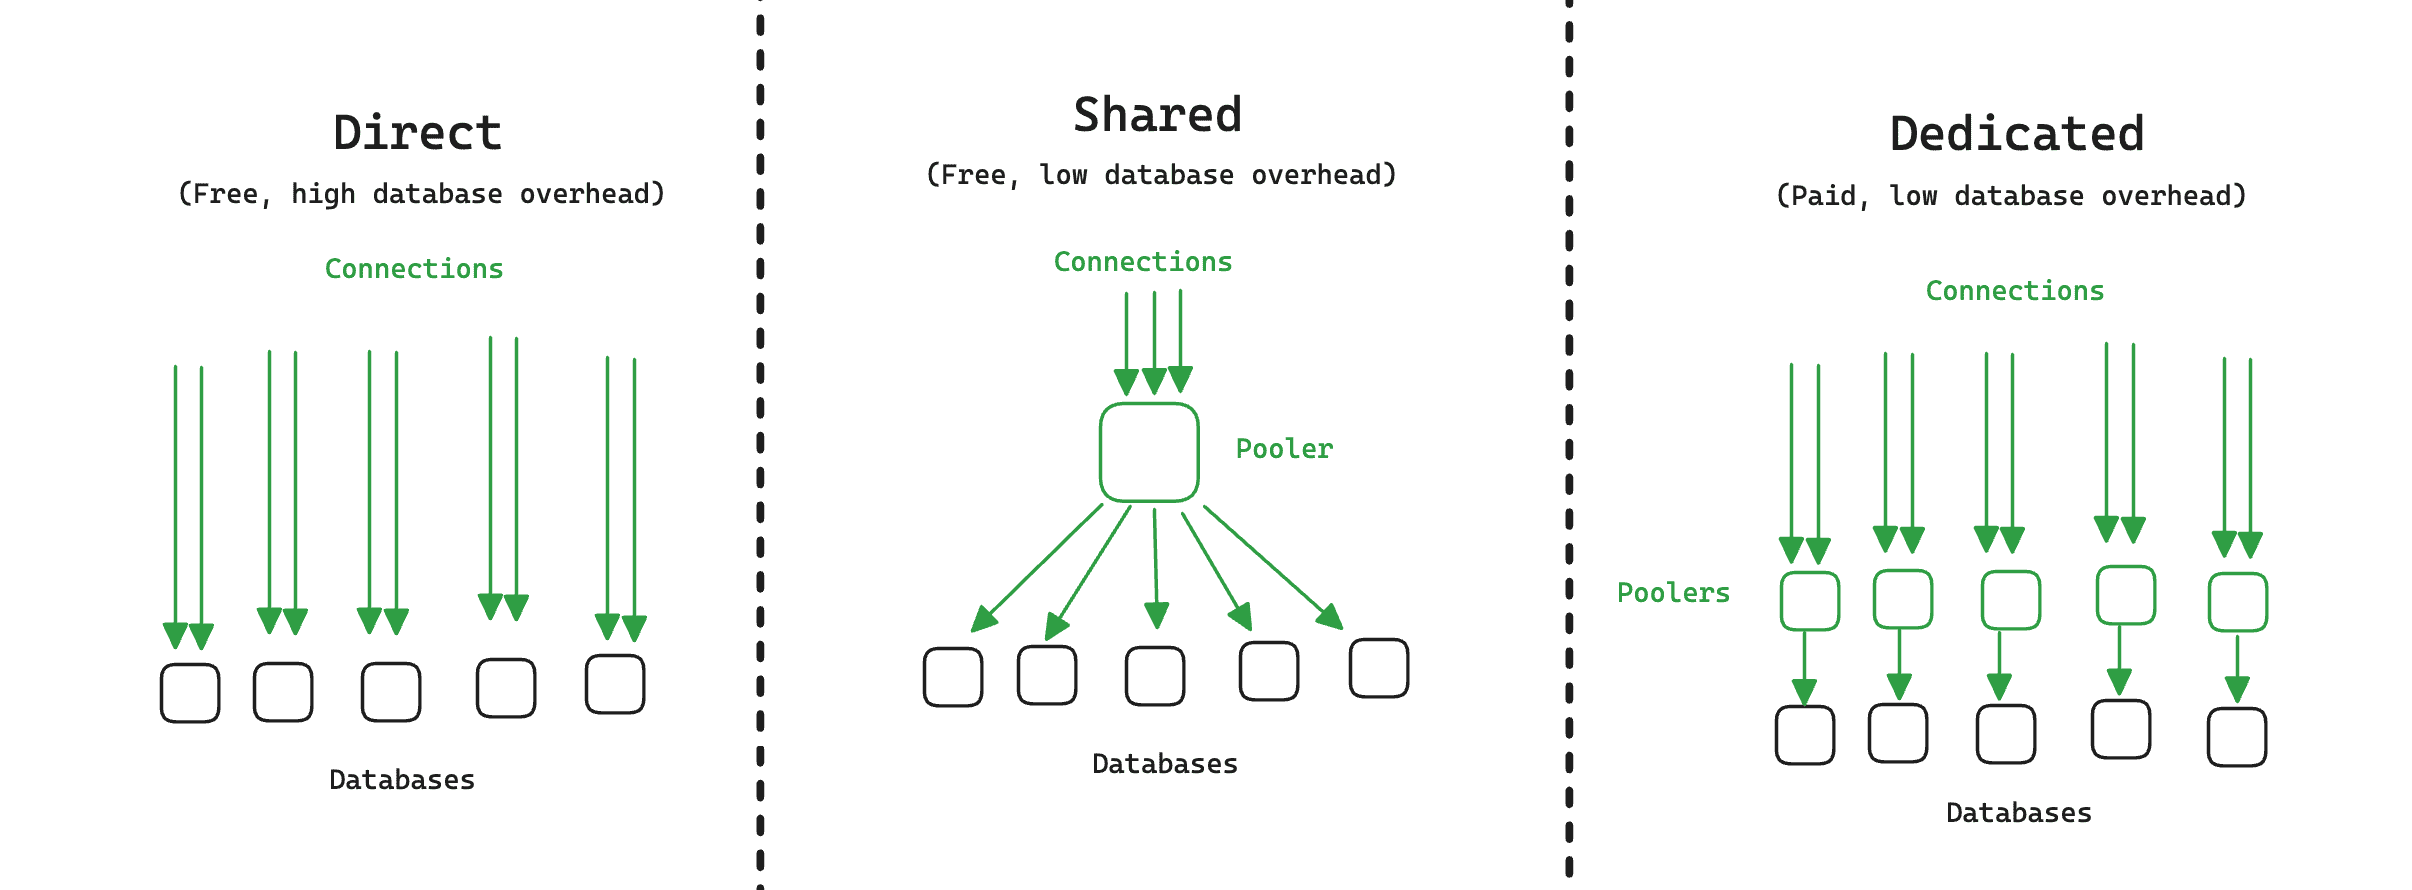 Direct
(Free, high database overhead)
Connections
Databases
Shared
(Free, low database overhead)
Connections
Pooler
Databases
Dedicated
(Paid, low database overhead)
Connections
Poolers
Databases